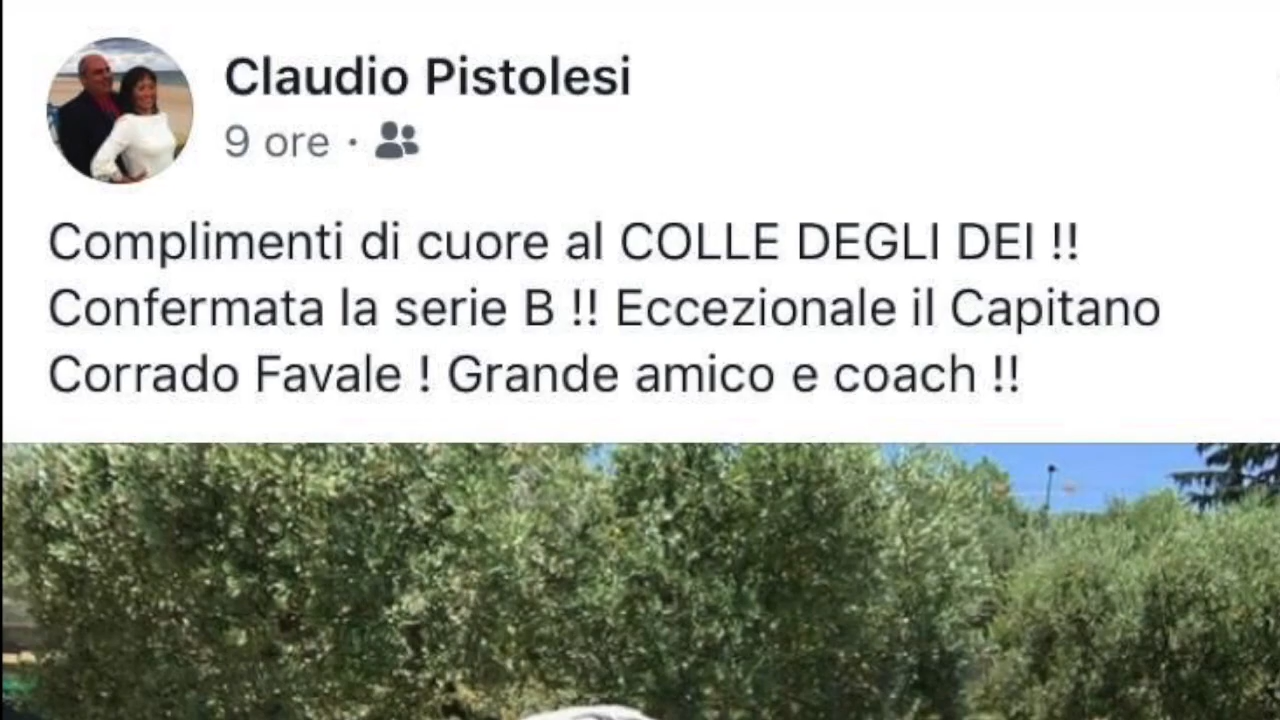 Claudio Pistolesi
9 ore ·
Complimenti di cuore al COLLE DEGLI DEI !!
Confermata la serie B !! Eccezionale il Capitano
Corrado Favale ! Grande amico e coach !!